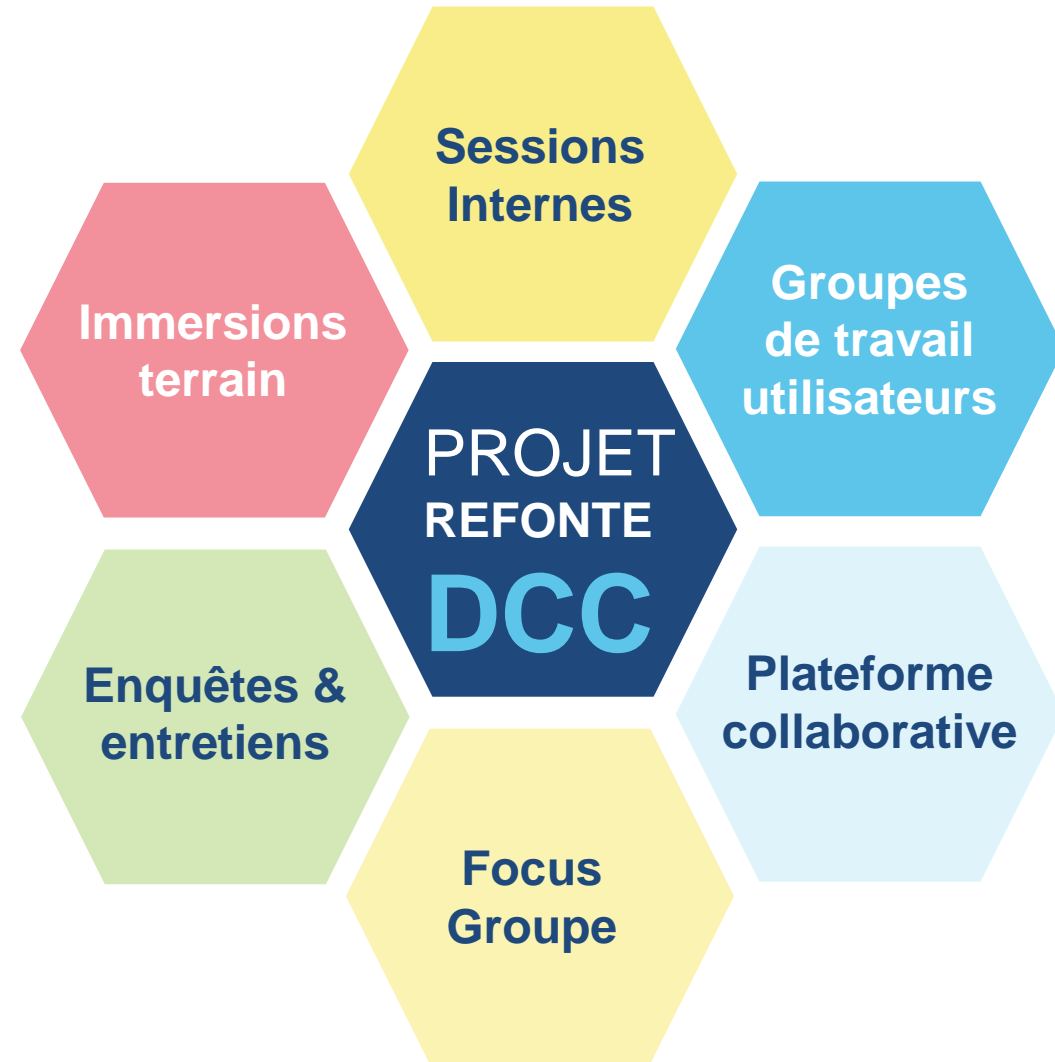 Sessions
Internes
Groupes
de travail
utilisateurs
Immersions
terrain
PROJET
REFONTE
DCC
Plateforme
collaborative
Enquêtes &
entretiens
Focus
Groupe